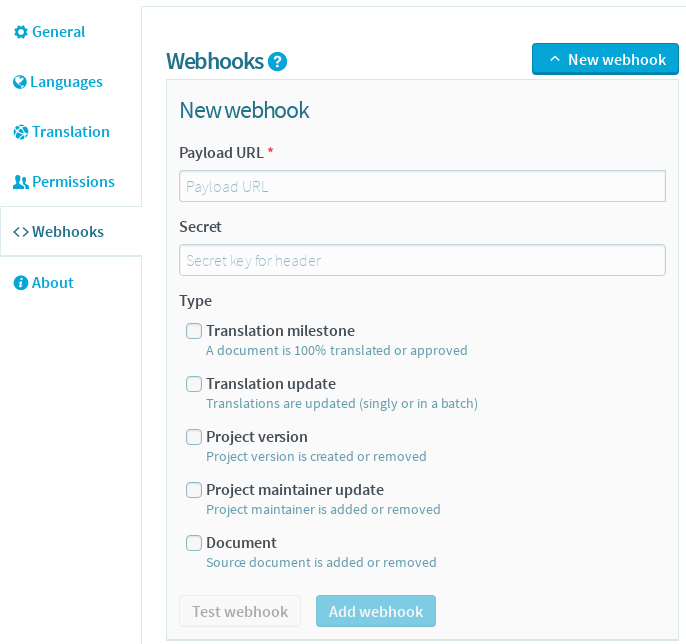 General
Languages
Translation
Permissions
Webhooks
About
Webhooks ?
New webhook
New webhook
Payload URL *
Payload URL
Secret
Secret key for header
Type
Translation milestone
A document is 100% translated or approved
Translation update
Translations are updated (singly or in a batch)
Project version
Project version is created or removed
Project maintainer update
Project maintainer is added or removed
Document
Source document is added or removed
Test webhook
Add webhook